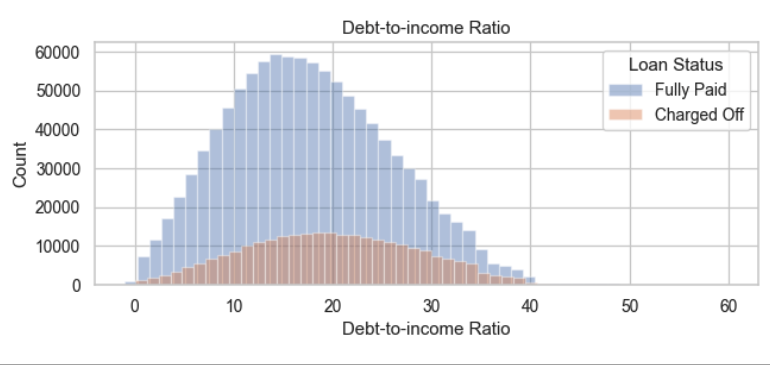 Debt-to-income Ratio
Loan Status
Fully Paid
Charged Off
60000
50000
40000
30000
20000
10000
0
Count
0 10 20 30 40 50 60
Debt-to-income Ratio